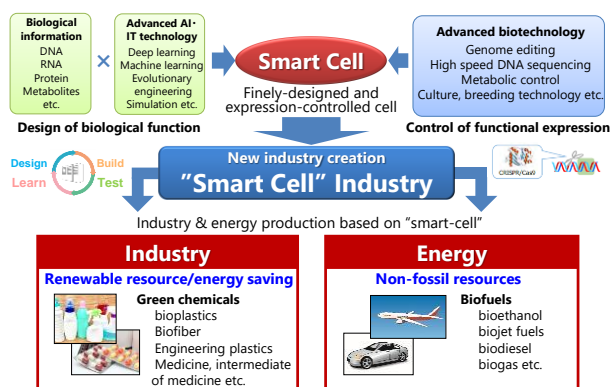 Biological
information
DNA
RNA
Protein
Metabolites
etc.
×
Advanced AI・
IT technology
Deep learning
Machine learning
Evolutionary
engineering
Simulation etc.
Design of biological function
Smart Cell
Finely-designed and
expression-controlled cell
Advanced biotechnology
Genome editing
High speed DNA sequencing
Metabolic control
Culture, breeding technology etc.
Control of functional expression
Design
Build
Learn
Test
New industry creation
”Smart Cell” Industry
CRISPR/Cas9
Industry & energy production based on “smart-cell”
Industry
Renewable resource/energy saving
Green chemicals
bioplastics
Biofiber
Engineering plastics
Medicine, intermediate
of medicine etc.
Energy
Non-fossil resources
Biofuels
bioethanol
biojet fuels
biodiesel
biogas etc.